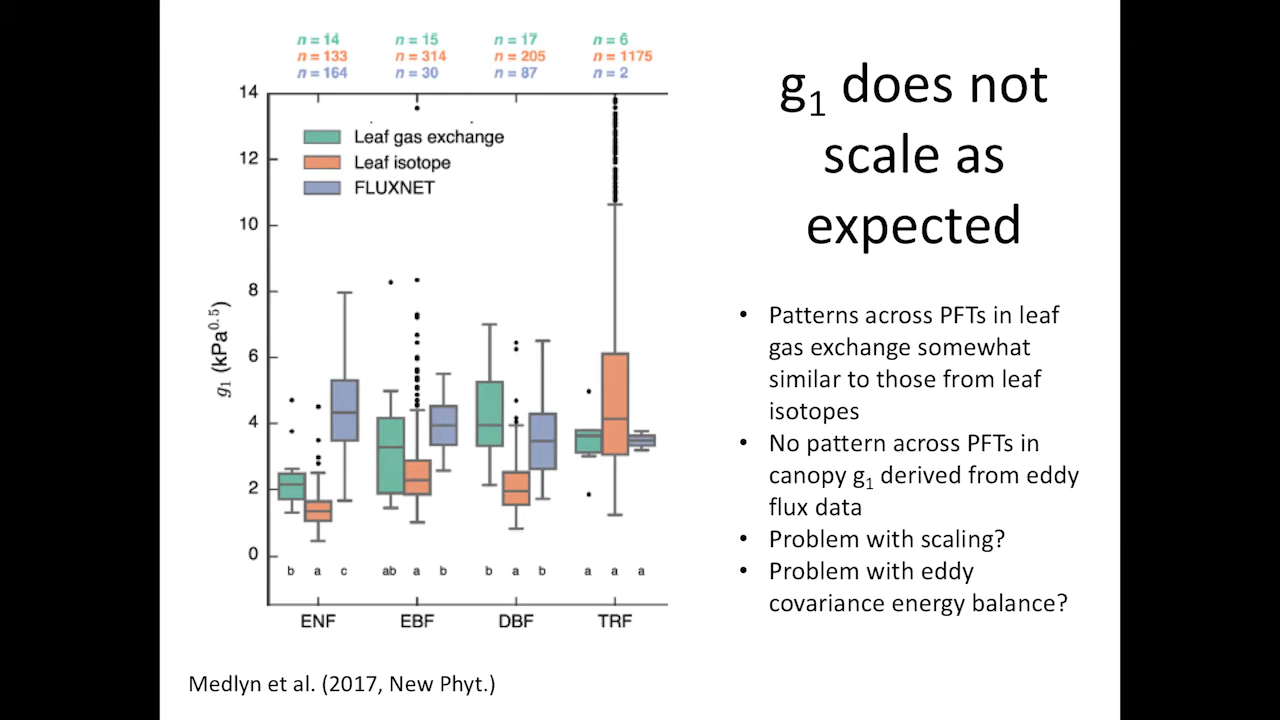 n = 14 n = 15 n = 17 n = 6
n = 133 n = 314 n = 205 n = 1175
n = 164 n = 30 n = 87 n = 2
14
12
10
8
6
4
2
0
g1 (kPa0.5)
Leaf gas exchange
Leaf isotope
FLUXNET
b a c ab a b b a b a a a
ENF EBF DBF TRF
g1 does not
scale as
expected
• Patterns across PFTs in leaf
gas exchange somewhat
similar to those from leaf
isotopes
• No pattern across PFTs in
canopy g1 derived from eddy
flux data
• Problem with scaling?
• Problem with eddy
covariance energy balance?
Medlyn et al. (2017, New Phyt.)